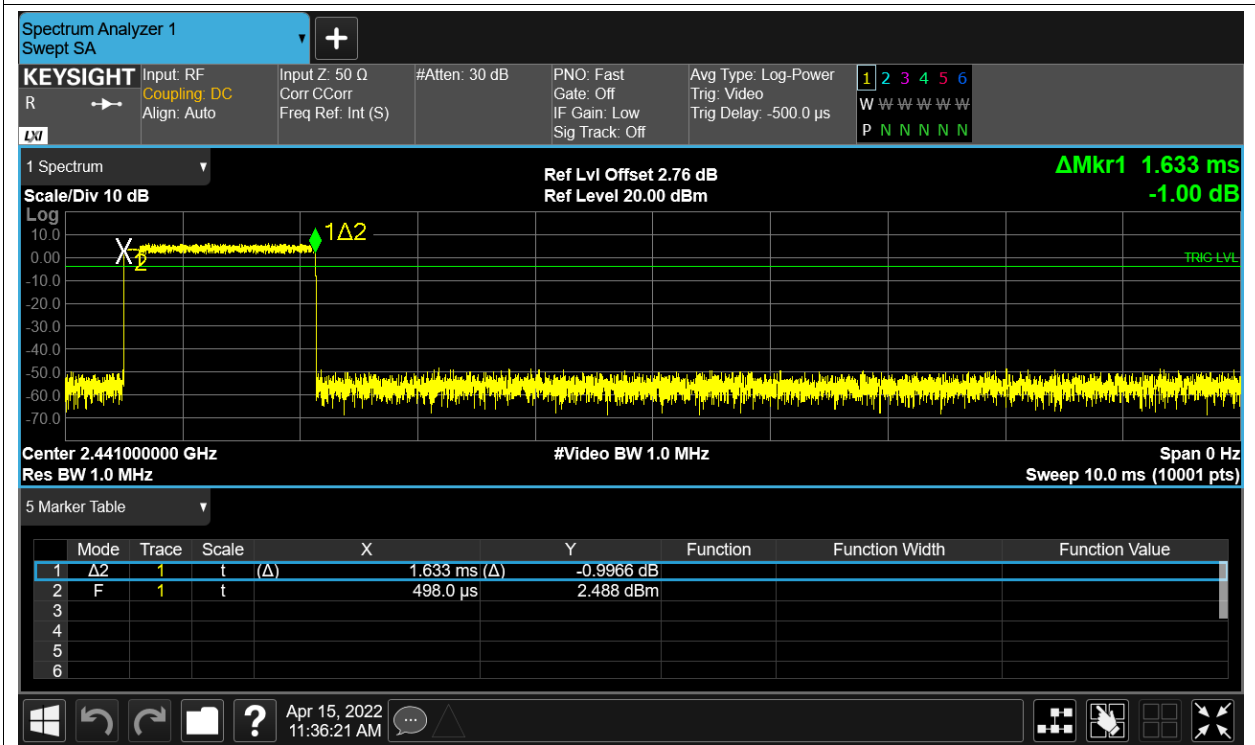 Spectrum Analyzer 1
Swept SA
+
KEYSIGHT Input: RF Input Z: 50 Ω #Atten: 30 dB PNO: Fast Avg Type: Log-Power 1 2 3 4 5 6
R Coupling: DC Corr CCorr Gate: Off Trig: Video W W W W W W
Align: Auto Freq Ref: Int (S) IF Gain: Low Trig Delay: -500.0 µs
LXI Sig Track: Off P N N N N N
1 Spectrum Ref Lvl Offset 2.76 dB ΔMkr1 1.633 ms
Scale/Div 10 dB Ref Level 20.00 dBm -1.00 dB
Log
10.0 X 2 1Δ2
0.00 TRIG LVL
-10.0
-20.0
-30.0
-40.0
-50.0
-60.0
-70.0
Center 2.441000000 GHz #Video BW 1.0 MHz Span 0 Hz
Res BW 1.0 MHz Sweep 10.0 ms (10001 pts)
5 Marker Table
Mode Trace Scale X Y Function Function Width Function Value
1 Δ2 1 t (Δ) 1.633 ms (Δ) -0.9966 dB
2 F 1 t 498.0 µs 2.488 dBm
3
4
5
6
? Apr 15, 2022
11:36:21 AM